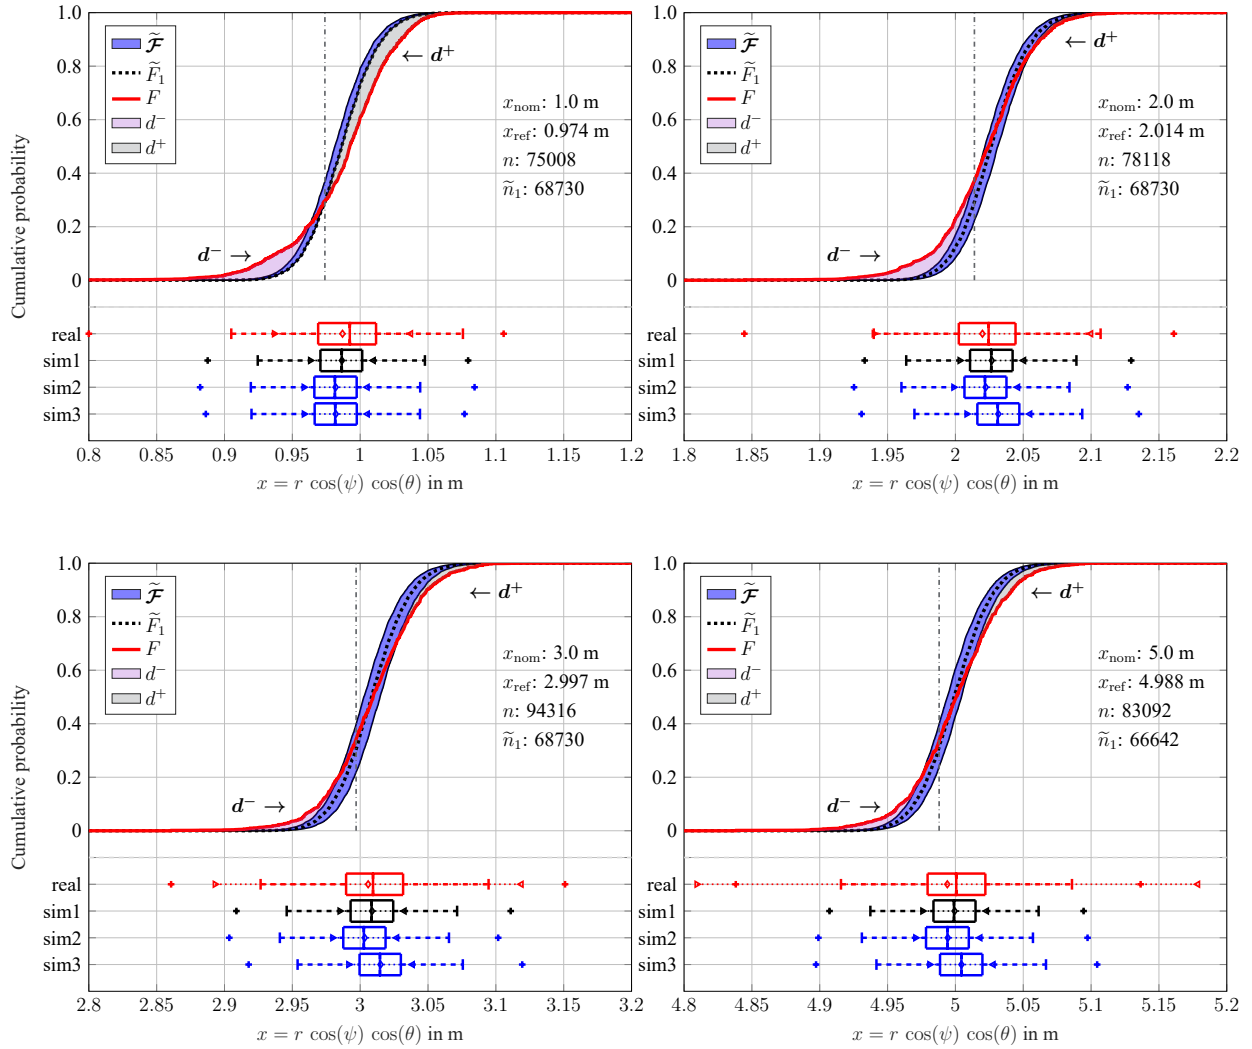 1.0
0.8
0.6
0.4
0.2
0
Cumulative probability
𝓕̃
F̃₁
F
d⁻
d⁺
← d⁺
d⁻ →
x_nom: 1.0 m
x_ref: 0.974 m
n: 75008
ñ₁: 68730
real
sim1
sim2
sim3
0.8 0.85 0.9 0.95 1 1.05 1.1 1.15 1.2
x = r cos(ψ) cos(θ) in m
1.0
0.8
0.6
0.4
0.2
0
𝓕̃
F̃₁
F
d⁻
d⁺
← d⁺
d⁻ →
x_nom: 2.0 m
x_ref: 2.014 m
n: 78118
ñ₁: 68730
real
sim1
sim2
sim3
1.8 1.85 1.9 1.95 2 2.05 2.1 2.15 2.2
x = r cos(ψ) cos(θ) in m
1.0
0.8
0.6
0.4
0.2
0
Cumulative probability
𝓕̃
F̃₁
F
d⁻
d⁺
← d⁺
d⁻ →
x_nom: 3.0 m
x_ref: 2.997 m
n: 94316
ñ₁: 68730
real
sim1
sim2
sim3
2.8 2.85 2.9 2.95 3 3.05 3.1 3.15 3.2
x = r cos(ψ) cos(θ) in m
1.0
0.8
0.6
0.4
0.2
0
𝓕̃
F̃₁
F
d⁻
d⁺
← d⁺
d⁻ →
x_nom: 5.0 m
x_ref: 4.988 m
n: 83092
ñ₁: 66642
real
sim1
sim2
sim3
4.8 4.85 4.9 4.95 5 5.05 5.1 5.15 5.2
x = r cos(ψ) cos(θ) in m